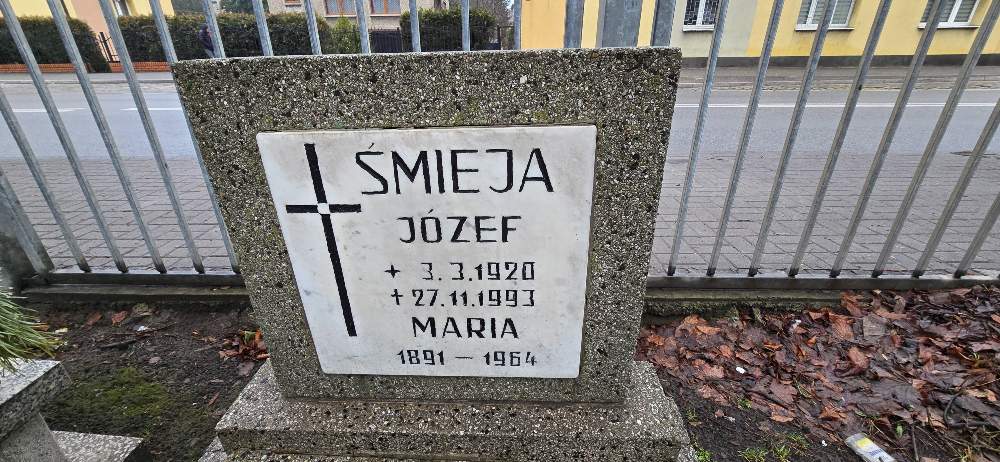 ŚMIEJA
JÓZEF
+ 3.3.1920
† 27.11.1993
MARIA
1891 – 1964